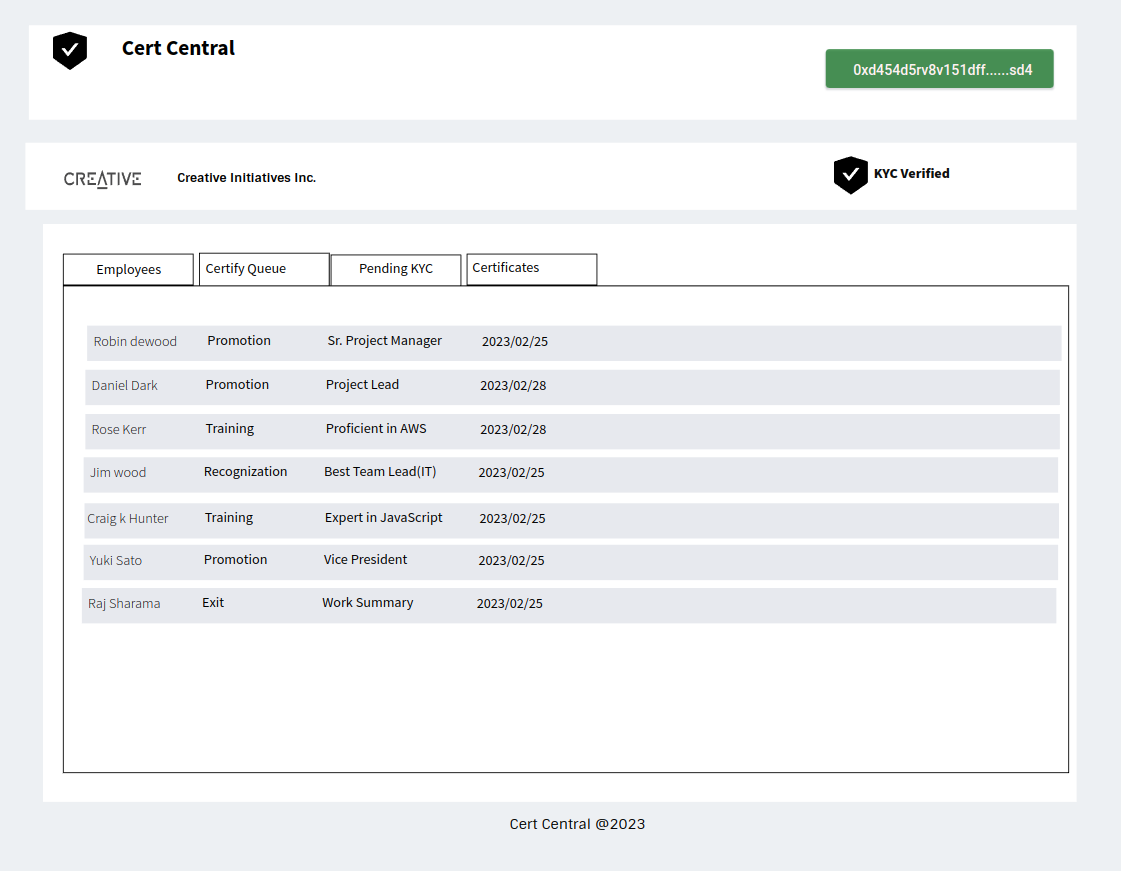 Cert Central
0xd454d5rv8v151dff......sd4
CREATIVE Creative Initiatives Inc. KYC Verified
Employees Certify Queue Pending KYC Certificates
Robin dewood Promotion Sr. Project Manager 2023/02/25
Daniel Dark Promotion Project Lead 2023/02/28
Rose Kerr Training Proficient in AWS 2023/02/28
Jim wood Recognization Best Team Lead(IT) 2023/02/25
Craig k Hunter Training Expert in JavaScript 2023/02/25
Yuki Sato Promotion Vice President 2023/02/25
Raj Sharama Exit Work Summary 2023/02/25
Cert Central @2023